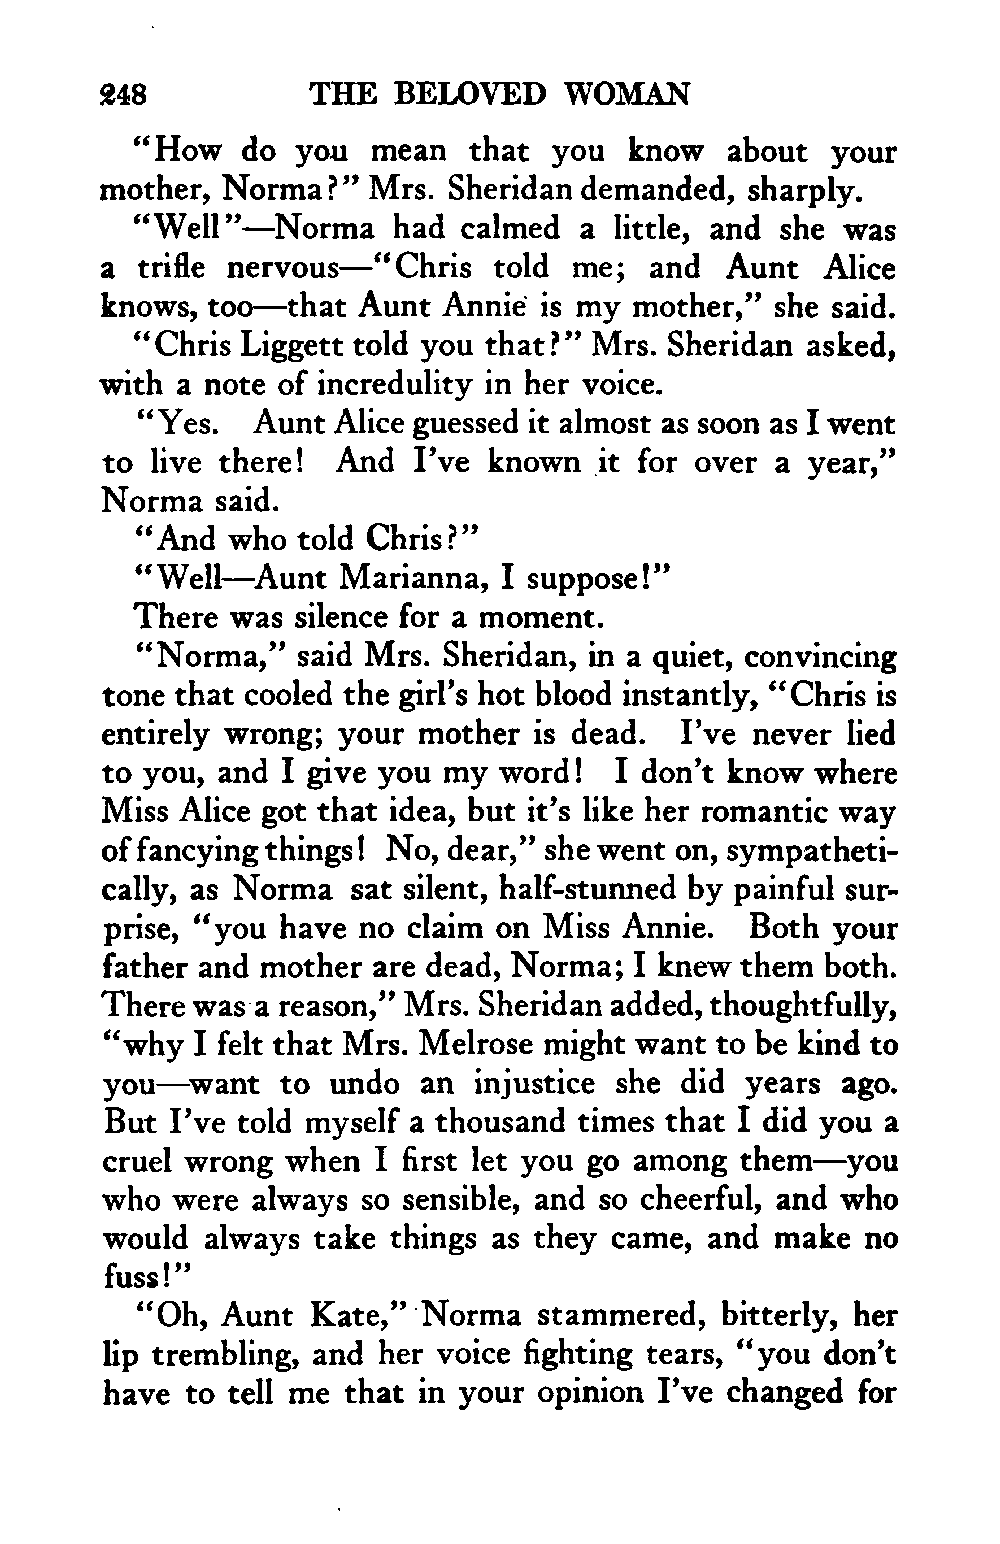 248 THE BELOVED WOMAN
"How do you mean that you know about your
mother, Norma?" Mrs. Sheridan demanded, sharply.
"Well"—Norma had calmed a little, and she was
a trifle nervous—"Chris told me; and Aunt Alice
knows, too—that Aunt Annie is my mother," she said.
"Chris Liggett told you that?" Mrs. Sheridan asked,
with a note of incredulity in her voice.
"Yes. Aunt Alice guessed it almost as soon as I went
to live there! And I've known it for over a year,"
Norma said.
"And who told Chris?"
"Well—Aunt Marianna, I suppose!"
There was silence for a moment.
"Norma," said Mrs. Sheridan, in a quiet, convincing
tone that cooled the girl's hot blood instantly, "Chris is
entirely wrong; your mother is dead. I've never lied
to you, and I give you my word! I don't know where
Miss Alice got that idea, but it's like her romantic way
of fancying things! No, dear," she went on, sympatheti-
cally, as Norma sat silent, half-stunned by painful sur-
prise, "you have no claim on Miss Annie. Both your
father and mother are dead, Norma; I knew them both.
There was a reason," Mrs. Sheridan added, thoughtfully,
"why I felt that Mrs. Melrose might want to be kind to
you—want to undo an injustice she did years ago.
But I've told myself a thousand times that I did you a
cruel wrong when I first let you go among them—you
who were always so sensible, and so cheerful, and who
would always take things as they came, and make no
fuss!"
"Oh, Aunt Kate," Norma stammered, bitterly, her
lip trembling, and her voice fighting tears, "you don't
have to tell me that in your opinion I've changed for